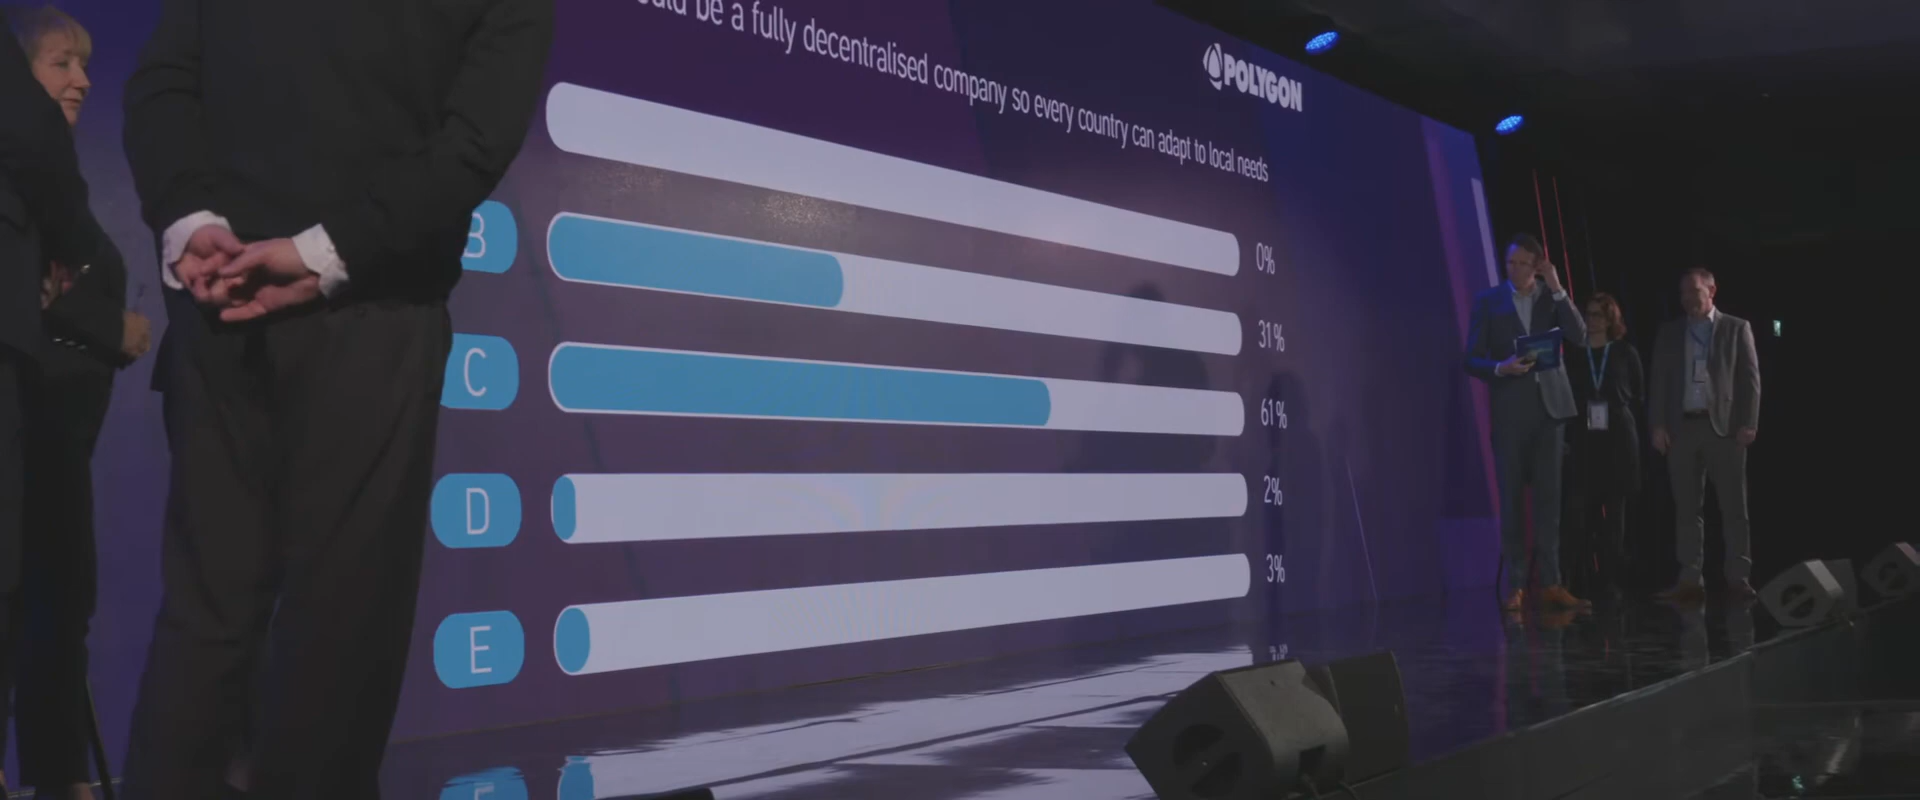 be a fully decentralised company so every country can adapt to local needs
POLYGON
0%
B
31%
C
61%
D
2%
E
3%